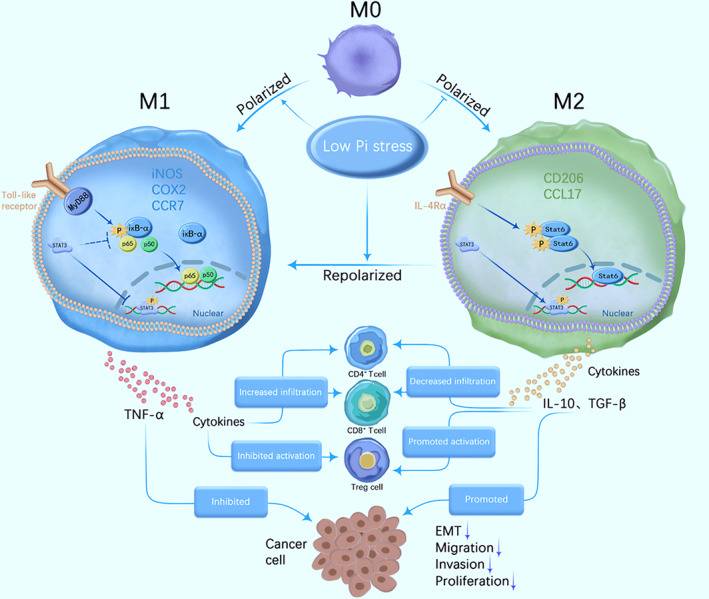 M0
Polarized
Polarized
M1
M2
Low Pi stress
iNOS
COX2
CCR7
Toll-like
receptor
MyD88
P
iκB-α
p65
p50
iκB-α
STAT3
p65
p50
P
STAT3
Nuclear
CD206
CCL17
IL-4Rα
P
Stat6
P
Stat6
STAT3
Stat6
P
STAT3
Nuclear
Repolarized
TNF-α
Cytokines
Cytokines
IL-10、TGF-β
CD4⁺ T cell
Increased infiltration
Decreased infiltration
CD8⁺ T cell
Inhibited activation
Promoted activation
Treg cell
Inhibited
Promoted
Cancer
cell
EMT↓
Migration↓
Invasion↓
Proliferation↓